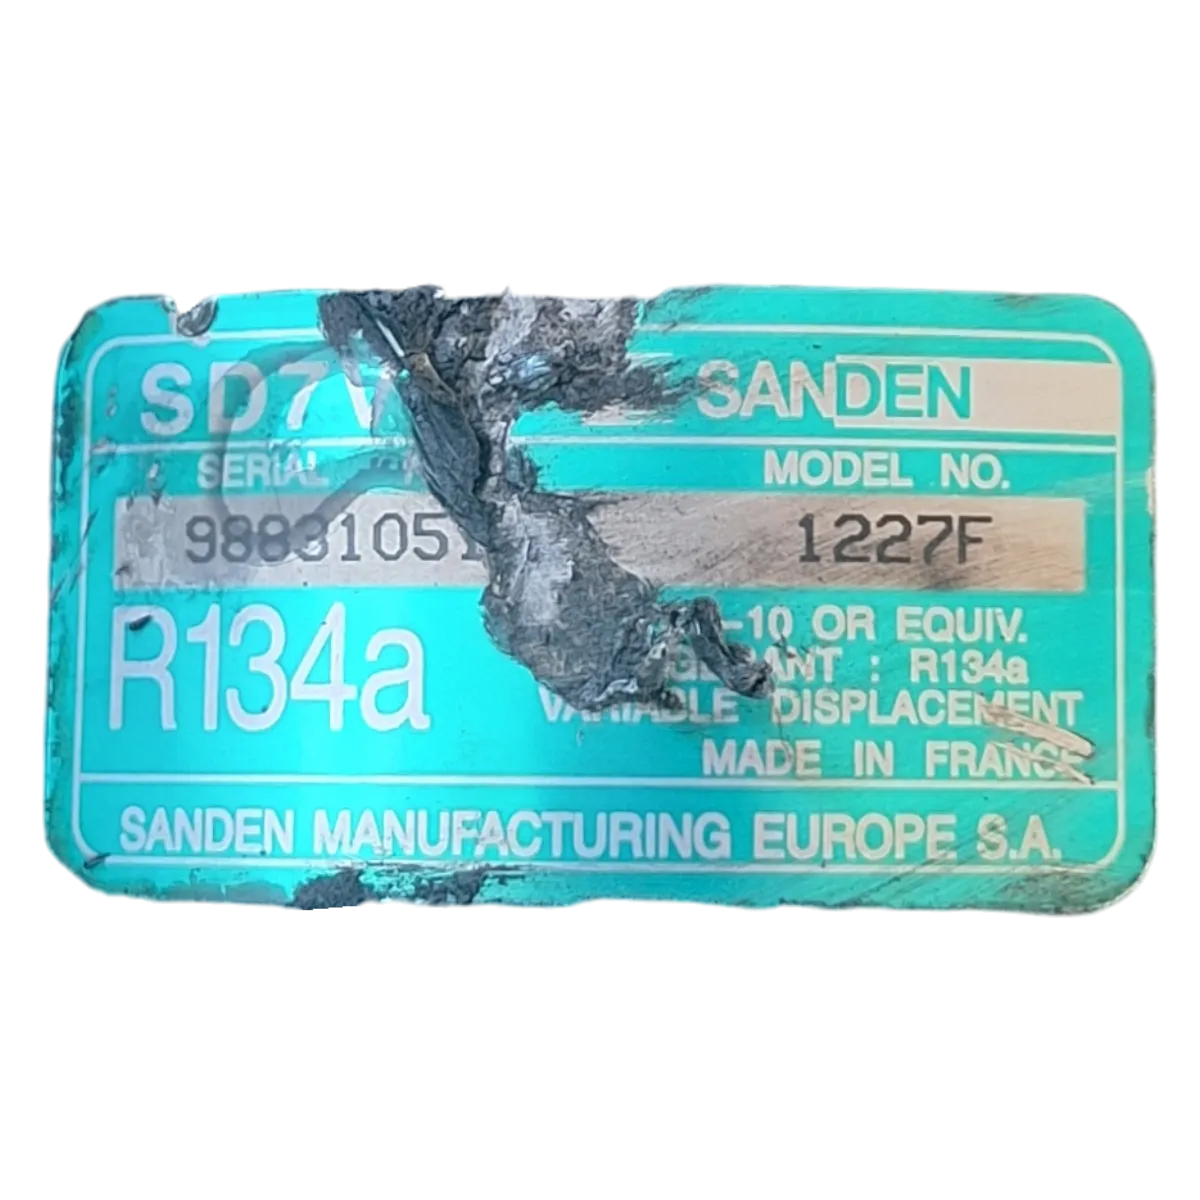 SD7V SANDEN
SERIAL MODEL NO.
98831051 1227F
R134a
-10 OR EQUIV.
: R134a
VARIABLE DISPLACEMENT
MADE IN FRANCE
SANDEN MANUFACTURING EUROPE S.A.